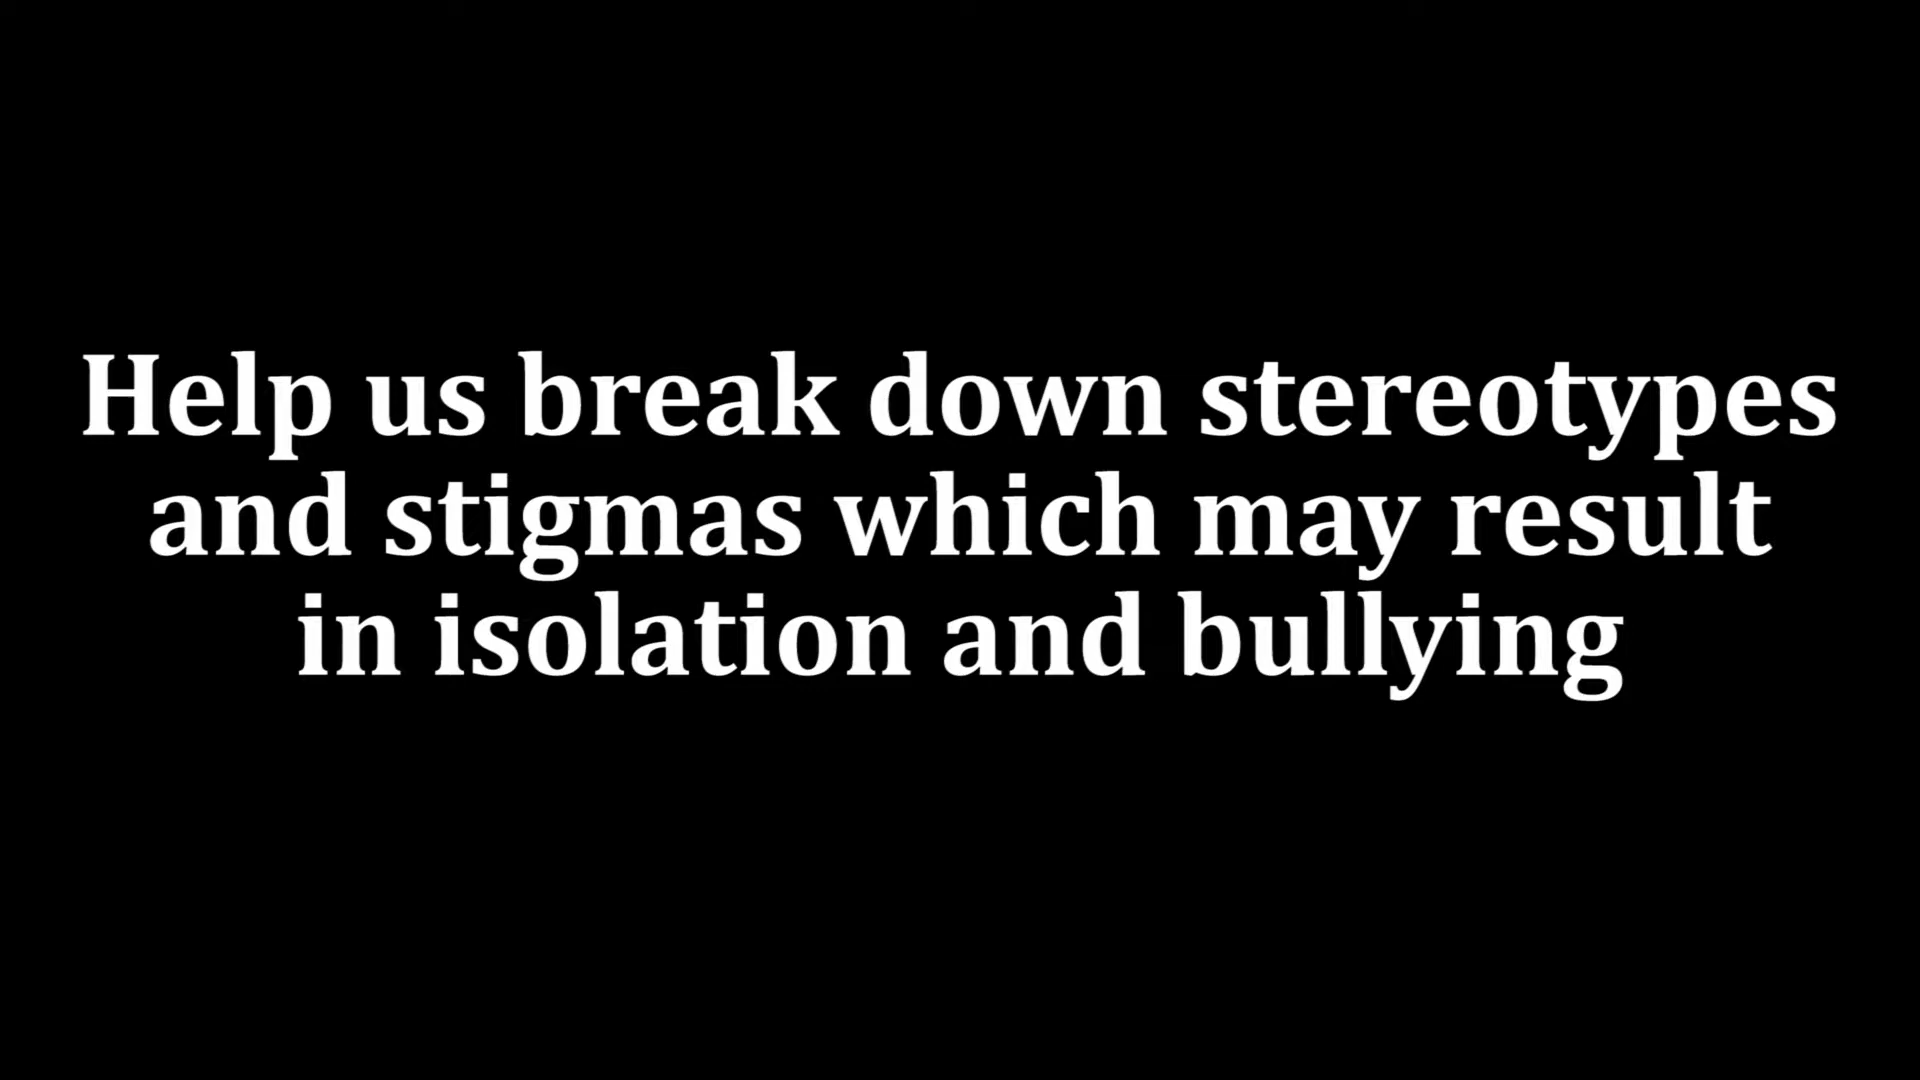 Help us break down stereotypes
and stigmas which may result
in isolation and bullying